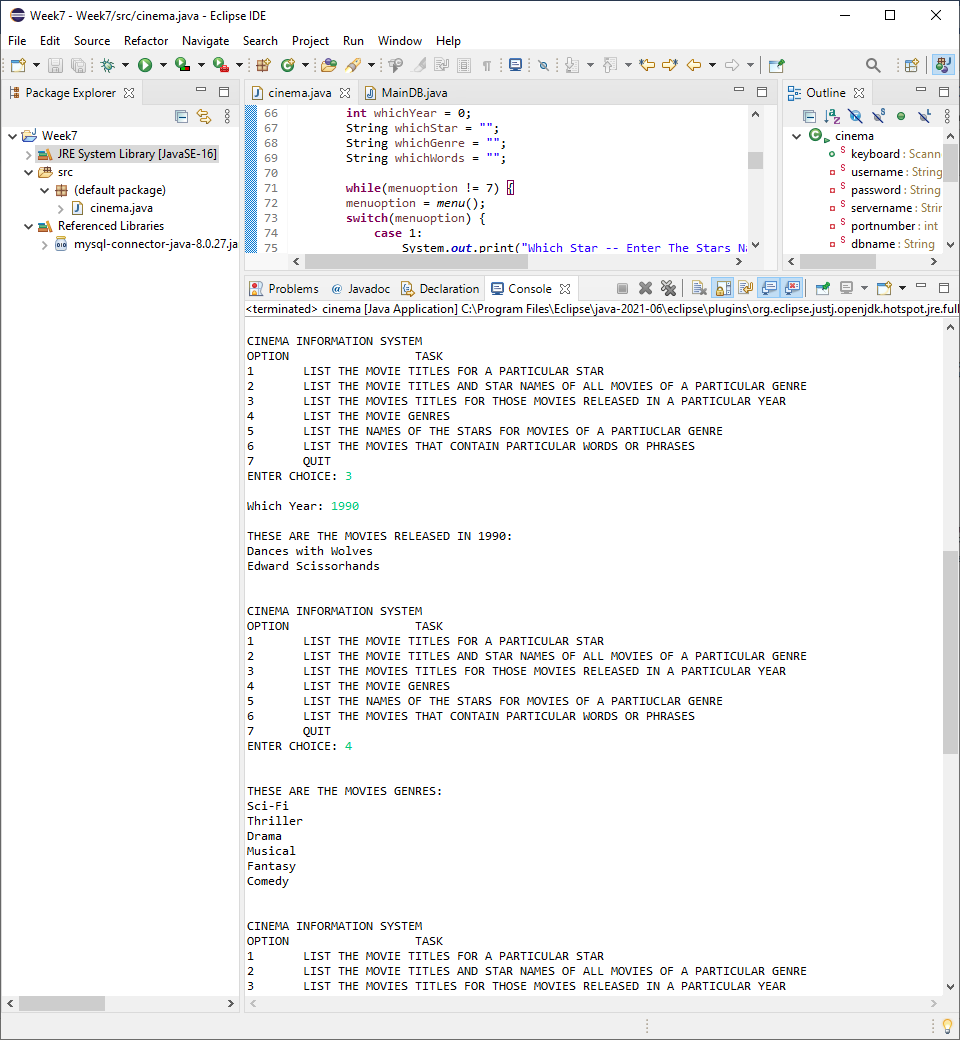 Week7 - Week7/src/cinema.java - Eclipse IDE
File Edit Source Refactor Navigate Search Project Run Window Help
Package Explorer
Week7
JRE System Library [JavaSE-16]
src
(default package)
cinema.java
Referenced Libraries
mysql-connector-java-8.0.27.ja
cinema.java MainDB.java
66 int whichYear = 0;
67 String whichStar = "";
68 String whichGenre = "";
69 String whichWords = "";
70
71 while(menuoption != 7) {
72 menuoption = menu();
73 switch(menuoption) {
74 case 1:
75 System.out.print("Which Star -- Enter The Stars Na
Outline
cinema
keyboard : Scann
username : String
password : String
servername : Strin
portnumber : int
dbname : String
Problems Javadoc Declaration Console
<terminated> cinema [Java Application] C:\Program Files\Eclipse\java-2021-06\eclipse\plugins\org.eclipse.justj.openjdk.hotspot.jre.full
CINEMA INFORMATION SYSTEM
OPTION TASK
1 LIST THE MOVIE TITLES FOR A PARTICULAR STAR
2 LIST THE MOVIE TITLES AND STAR NAMES OF ALL MOVIES OF A PARTICULAR GENRE
3 LIST THE MOVIES TITLES FOR THOSE MOVIES RELEASED IN A PARTICULAR YEAR
4 LIST THE MOVIE GENRES
5 LIST THE NAMES OF THE STARS FOR MOVIES OF A PARTIUCLAR GENRE
6 LIST THE MOVIES THAT CONTAIN PARTICULAR WORDS OR PHRASES
7 QUIT
ENTER CHOICE: 3
Which Year: 1990
THESE ARE THE MOVIES RELEASED IN 1990:
Dances with Wolves
Edward Scissorhands
CINEMA INFORMATION SYSTEM
OPTION TASK
1 LIST THE MOVIE TITLES FOR A PARTICULAR STAR
2 LIST THE MOVIE TITLES AND STAR NAMES OF ALL MOVIES OF A PARTICULAR GENRE
3 LIST THE MOVIES TITLES FOR THOSE MOVIES RELEASED IN A PARTICULAR YEAR
4 LIST THE MOVIE GENRES
5 LIST THE NAMES OF THE STARS FOR MOVIES OF A PARTIUCLAR GENRE
6 LIST THE MOVIES THAT CONTAIN PARTICULAR WORDS OR PHRASES
7 QUIT
ENTER CHOICE: 4
THESE ARE THE MOVIES GENRES:
Sci-Fi
Thriller
Drama
Musical
Fantasy
Comedy
CINEMA INFORMATION SYSTEM
OPTION TASK
1 LIST THE MOVIE TITLES FOR A PARTICULAR STAR
2 LIST THE MOVIE TITLES AND STAR NAMES OF ALL MOVIES OF A PARTICULAR GENRE
3 LIST THE MOVIES TITLES FOR THOSE MOVIES RELEASED IN A PARTICULAR YEAR